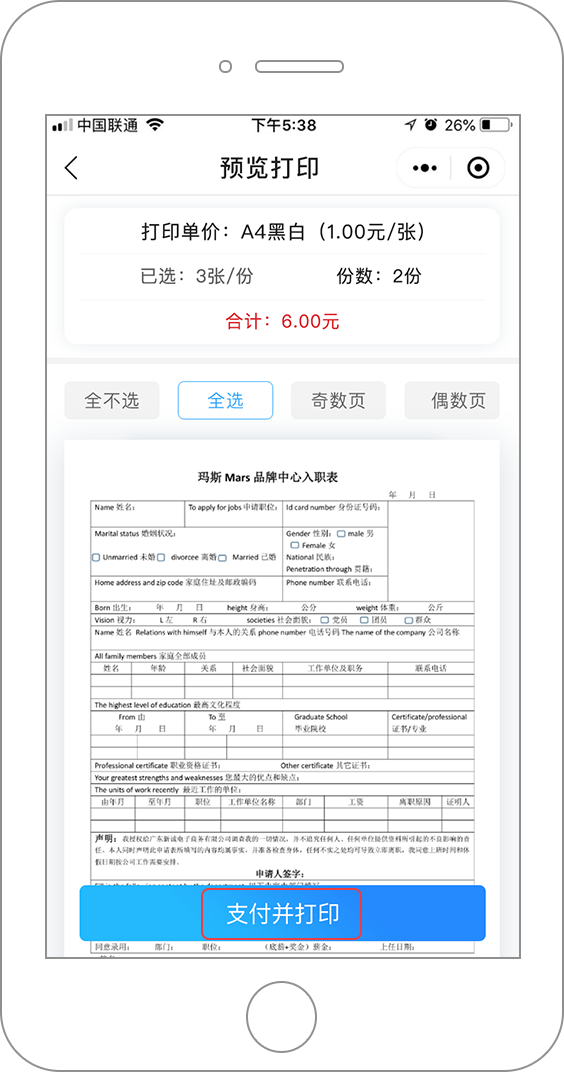 中国联通 下午5:38 26%
预览打印
打印单价：A4黑白（1.00元/张）
已选：3张/份 份数：2份
合计：6.00元
全不选 全选 奇数页 偶数页
玛斯 Mars 品牌中心入职表
年 月 日
Name 姓名： To apply for jobs 申请职位： Id card number 身份证号码：
Marital status 婚姻状况： Gender 性别： male 男
Female 女
Unmarried 未婚 divorcee 离婚 Married 已婚 National 民族：
Penetration through 贯籍：
Home address and zip code 家庭住址及邮政编码 Phone number 联系电话：
Born 出生： 年 月 日 height 身高： 公分 weight 体重： 公斤
Vision 视力： L 左 R 右 societies 社会面貌： 党员 团员 群众
Name 姓名 Relations with himself 与本人的关系 phone number 电话号码 The name of the company 公司名称
All family members 家庭全部成员
姓名 年龄 关系 社会面貌 工作单位及职务 联系电话
The highest level of education 最高文化程度
From 由 To 至 Graduate School Certificate/professional
年 月 日 年 月 日 毕业院校 证书/专业
Professional certificate 职业资格证书： Other certificate 其它证书：
Your greatest strengths and weaknesses 您最大的优点和缺点：
The units of work recently 最近工作的单位：
由年月 至年月 职位 工作单位名称 部门 工资 离职原因 证明人
声明：我授权给广东新诚电子商务有限公司调查我的一切情况，并不追究任何人、任何单位提供资料所引起的不良影响的责
任。本人同时声明此申请表所填写的内容均属事实，并准备检查身体，任何不实之处均可导致立即离职，我同意上班时间和休
假日期按公司工作需要安排。
申请人签字：
支付并打印
同意录用： 部门： 职位： （底薪+奖金）薪金： 上任日期：